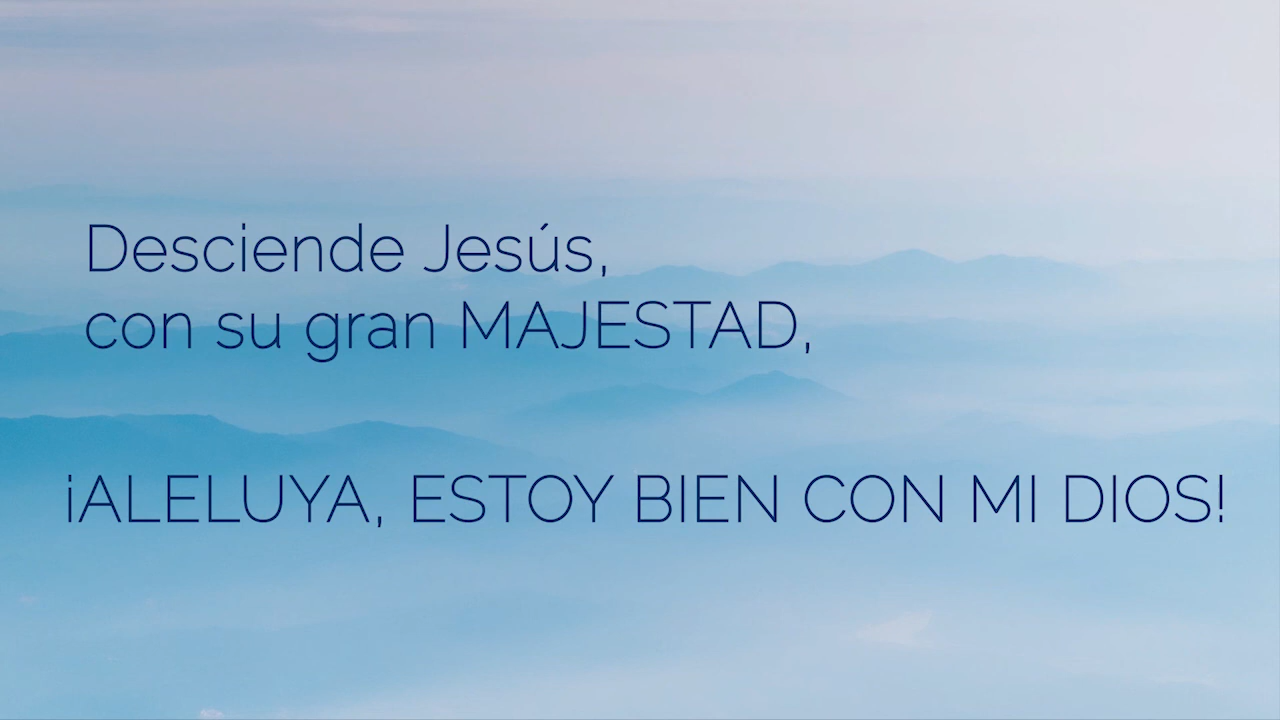 Desciende Jesús,
con su gran MAJESTAD,
¡ALELUYA, ESTOY BIEN CON MI DIOS!